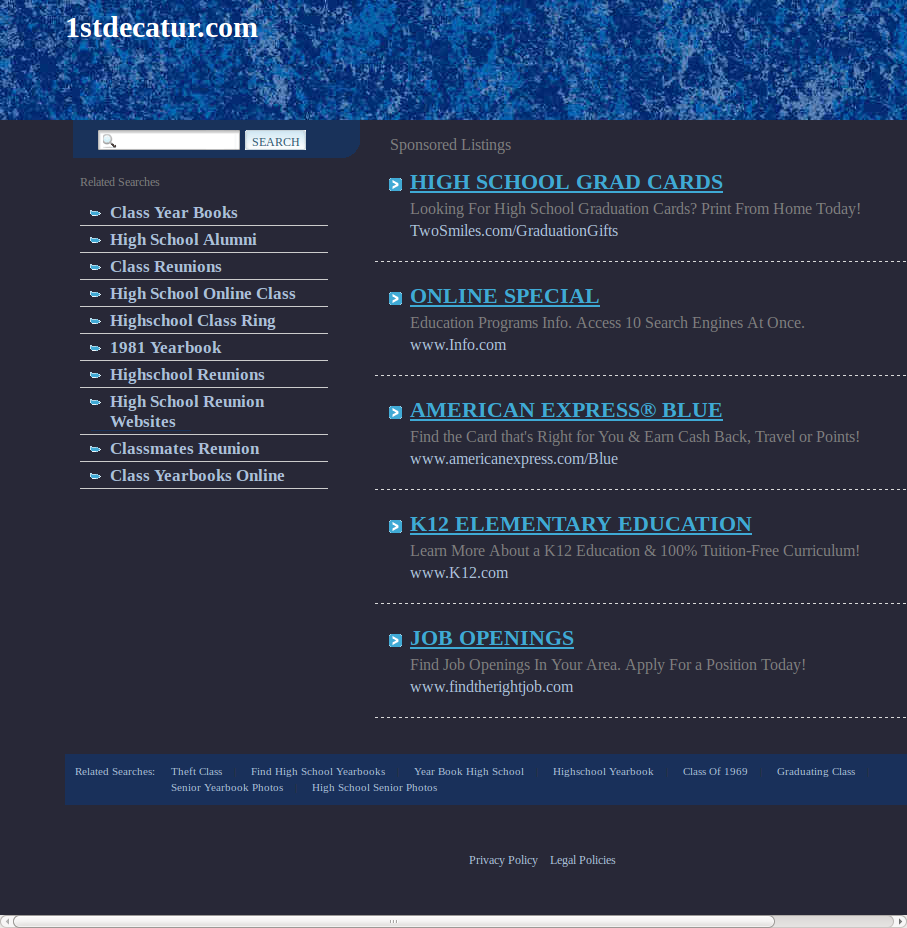 1stdecatur.com
SEARCH
Related Searches
Class Year Books
High School Alumni
Class Reunions
High School Online Class
Highschool Class Ring
1981 Yearbook
Highschool Reunions
High School Reunion
Websites
Classmates Reunion
Class Yearbooks Online
Sponsored Listings
HIGH SCHOOL GRAD CARDS
Looking For High School Graduation Cards? Print From Home Today!
TwoSmiles.com/GraduationGifts
ONLINE SPECIAL
Education Programs Info. Access 10 Search Engines At Once.
www.Info.com
AMERICAN EXPRESS® BLUE
Find the Card that's Right for You & Earn Cash Back, Travel or Points!
www.americanexpress.com/Blue
K12 ELEMENTARY EDUCATION
Learn More About a K12 Education & 100% Tuition-Free Curriculum!
www.K12.com
JOB OPENINGS
Find Job Openings In Your Area. Apply For a Position Today!
www.findtherightjob.com
Related Searches: Theft Class Find High School Yearbooks Year Book High School Highschool Yearbook Class Of 1969 Graduating Class
Senior Yearbook Photos High School Senior Photos
Privacy Policy Legal Policies